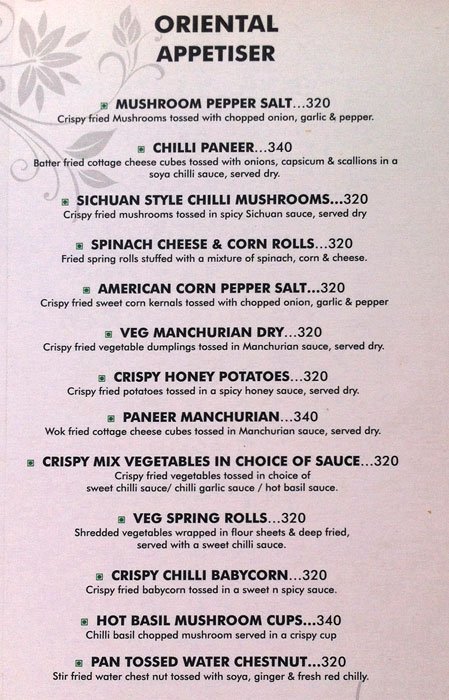 ORIENTAL
APPETISER
MUSHROOM PEPPER SALT...320
Crispy fried Mushrooms tossed with chopped onion, garlic & pepper.
CHILLI PANEER...340
Batter fried cottage cheese cubes tossed with onions, capsicum & scallions in a
soya chilli sauce, served dry.
SICHUAN STYLE CHILLI MUSHROOMS...320
Crispy fried mushrooms tossed in spicy Sichuan sauce, served dry
SPINACH CHEESE & CORN ROLLS...320
Fried spring rolls stuffed with a mixture of spinach, corn & cheese.
AMERICAN CORN PEPPER SALT...320
Crispy fried sweet corn kernals tossed with chopped onion, garlic & pepper
VEG MANCHURIAN DRY...320
Crispy fried vegetable dumplings tossed in Manchurian sauce, served dry.
CRISPY HONEY POTATOES...320
Crispy fried potatoes tossed in a spicy honey sauce, served dry.
PANEER MANCHURIAN...340
Wok fried cottage cheese cubes tossed in Manchurian sauce, served dry.
CRISPY MIX VEGETABLES IN CHOICE OF SAUCE...320
Crispy fried vegetables tossed in choice of
sweet chilli sauce/ chilli garlic sauce / hot basil sauce.
VEG SPRING ROLLS...320
Shredded vegetables wrapped in flour sheets & deep fried,
served with a sweet chilli sauce.
CRISPY CHILLI BABYCORN...320
Crispy fried babycorn tossed in a sweet n spicy sauce.
HOT BASIL MUSHROOM CUPS...340
Chilli basil chopped mushroom served in a crispy cup
PAN TOSSED WATER CHESTNUT...320
Stir fried water chest nut tossed with soya, ginger & fresh red chilly.